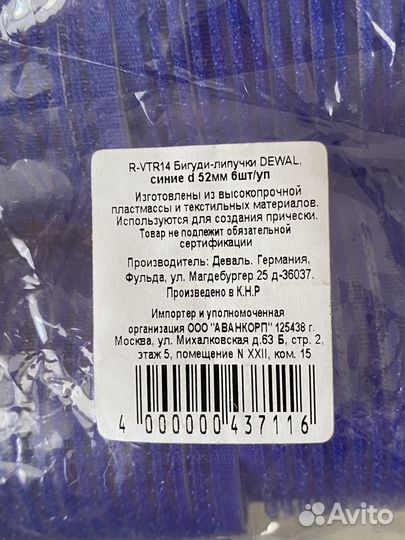 R-VTR14 Бигуди-липучки DEWAL,
синие d 52мм 6шт/уп
Изготовлены из высокопрочной
пластмассы и текстильных материалов.
Используются для создания прически.
Товар не подлежит обязательной
сертификации
Производитель: Деваль. Германия,
Фульда, ул. Магдебургер 25 д-36037.
Произведено в К.Н.Р
Импортер и уполномоченная
организация ООО "АВАНКОРП" 125438 г.
Москва, ул. Михалковская д.63 Б, стр. 2,
этаж 5, помещение N XXII, ком. 15
4 000000 437116
Avito